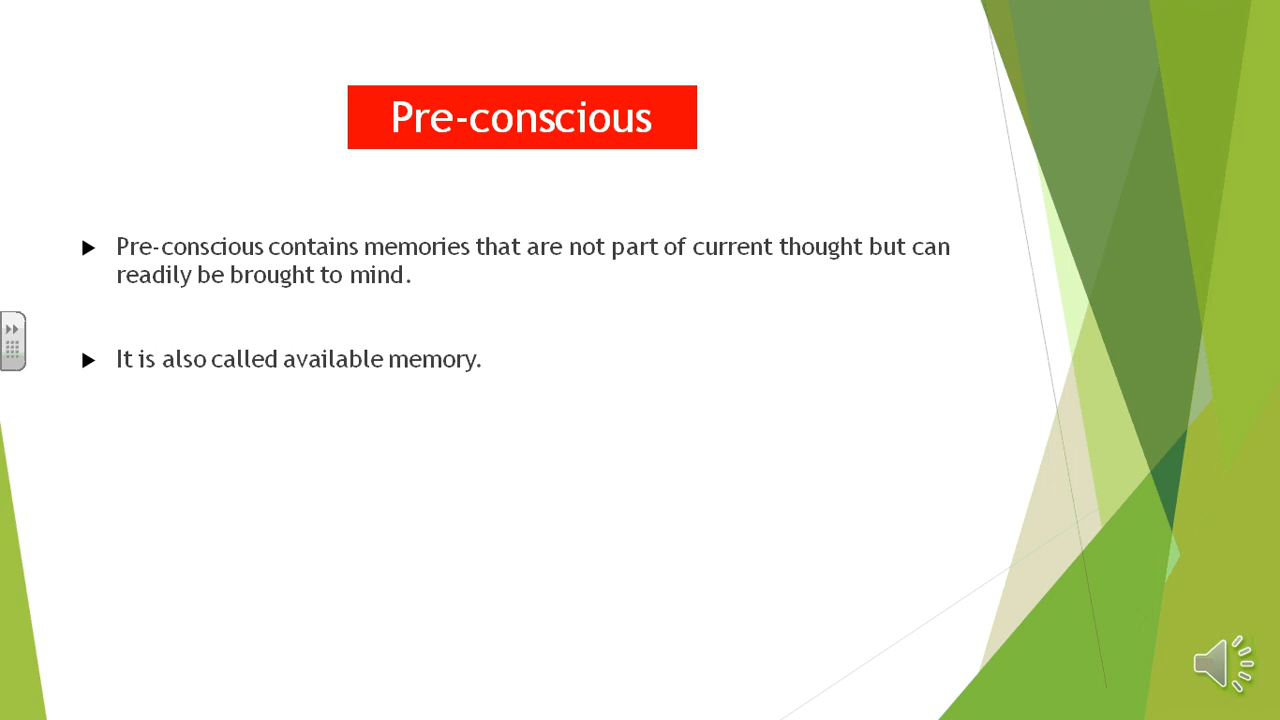 Pre-conscious
Pre-conscious contains memories that are not part of current thought but can
readily be brought to mind.
It is also called available memory.